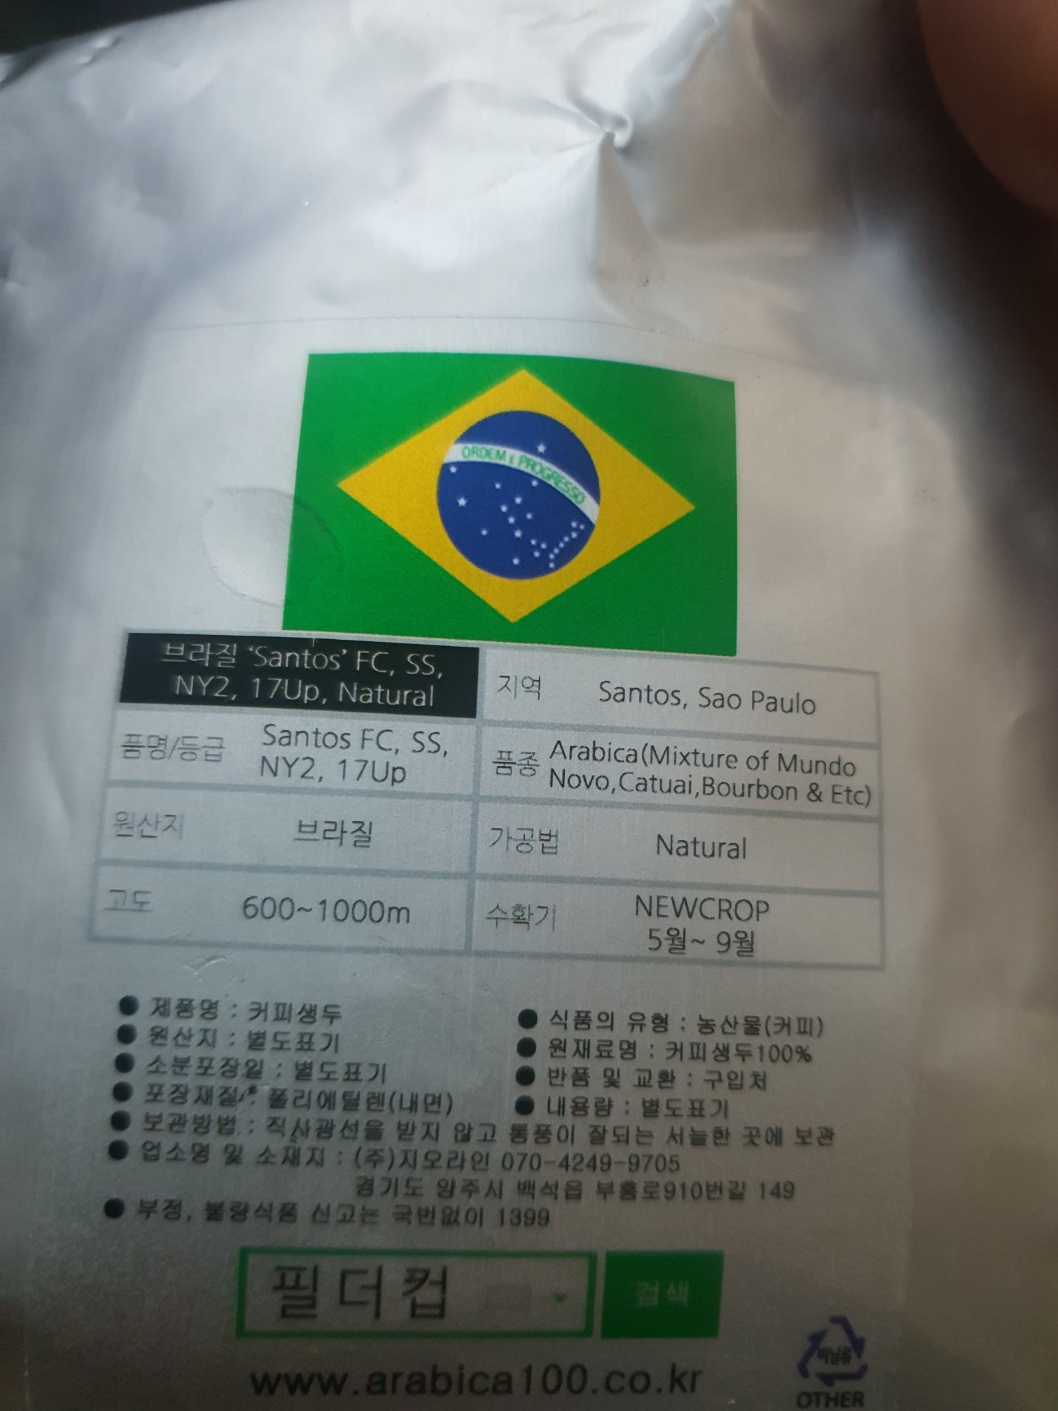 ORDEM E PROGRESSO
브라질 ‘Santos’ FC, SS,
NY2, 17Up, Natural
지역 Santos, Sao Paulo
품명/등급 Santos FC, SS,
NY2, 17Up
품종 Arabica(Mixture of Mundo
Novo,Catuai,Bourbon & Etc)
원산지 브라질
가공법 Natural
고도 600~1000m
수확기 NEWCROP
5월~ 9월
● 제품명 : 커피생두
● 식품의 유형 : 농산물(커피)
● 원산지 : 별도표기
● 원재료명 : 커피생두100%
● 소분포장일 : 별도표기
● 반품 및 교환 : 구입처
● 포장재질 : 폴리에틸렌(내면)
● 내용량 : 별도표기
● 보관방법 : 직사광선을 받지 않고 통풍이 잘되는 서늘한 곳에 보관
● 업소명 및 소재지 : (주)지오라인 070-4249-9705
경기도 양주시 백석읍 부흥로910번길 149
● 부정, 불량식품 신고는 국번없이 1399
필더컵 검색
www.arabica100.co.kr
비닐류
OTHER